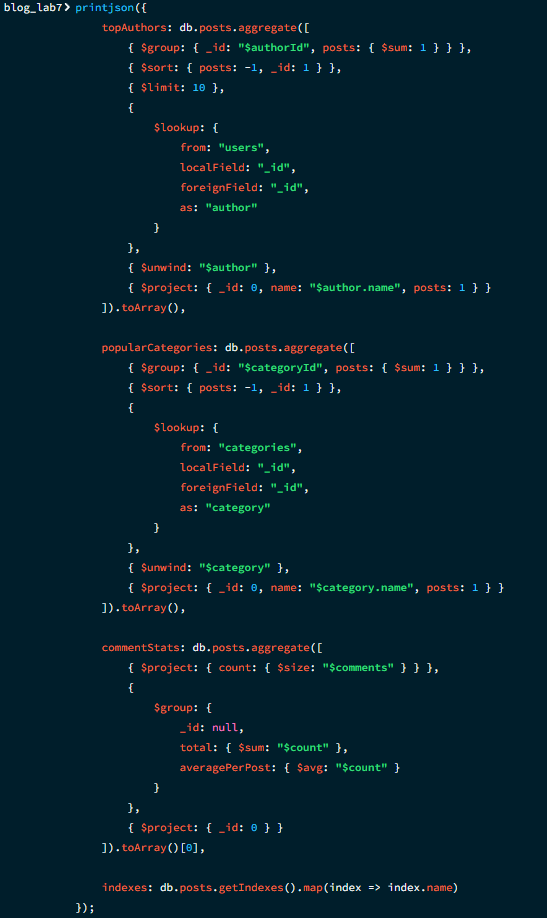 blog_lab7> printjson({
topAuthors: db.posts.aggregate([
{ $group: { _id: "$authorId", posts: { $sum: 1 } } },
{ $sort: { posts: -1, _id: 1 } },
{ $limit: 10 },
{
$lookup: {
from: "users",
localField: "_id",
foreignField: "_id",
as: "author"
}
},
{ $unwind: "$author" },
{ $project: { _id: 0, name: "$author.name", posts: 1 } }
]).toArray(),
popularCategories: db.posts.aggregate([
{ $group: { _id: "$categoryId", posts: { $sum: 1 } } },
{ $sort: { posts: -1, _id: 1 } },
{
$lookup: {
from: "categories",
localField: "_id",
foreignField: "_id",
as: "category"
}
},
{ $unwind: "$category" },
{ $project: { _id: 0, name: "$category.name", posts: 1 } }
]).toArray(),
commentStats: db.posts.aggregate([
{ $project: { count: { $size: "$comments" } } },
{
$group: {
_id: null,
total: { $sum: "$count" },
averagePerPost: { $avg: "$count" }
}
},
{ $project: { _id: 0 } }
]).toArray()[0],
indexes: db.posts.getIndexes().map(index => index.name)
});